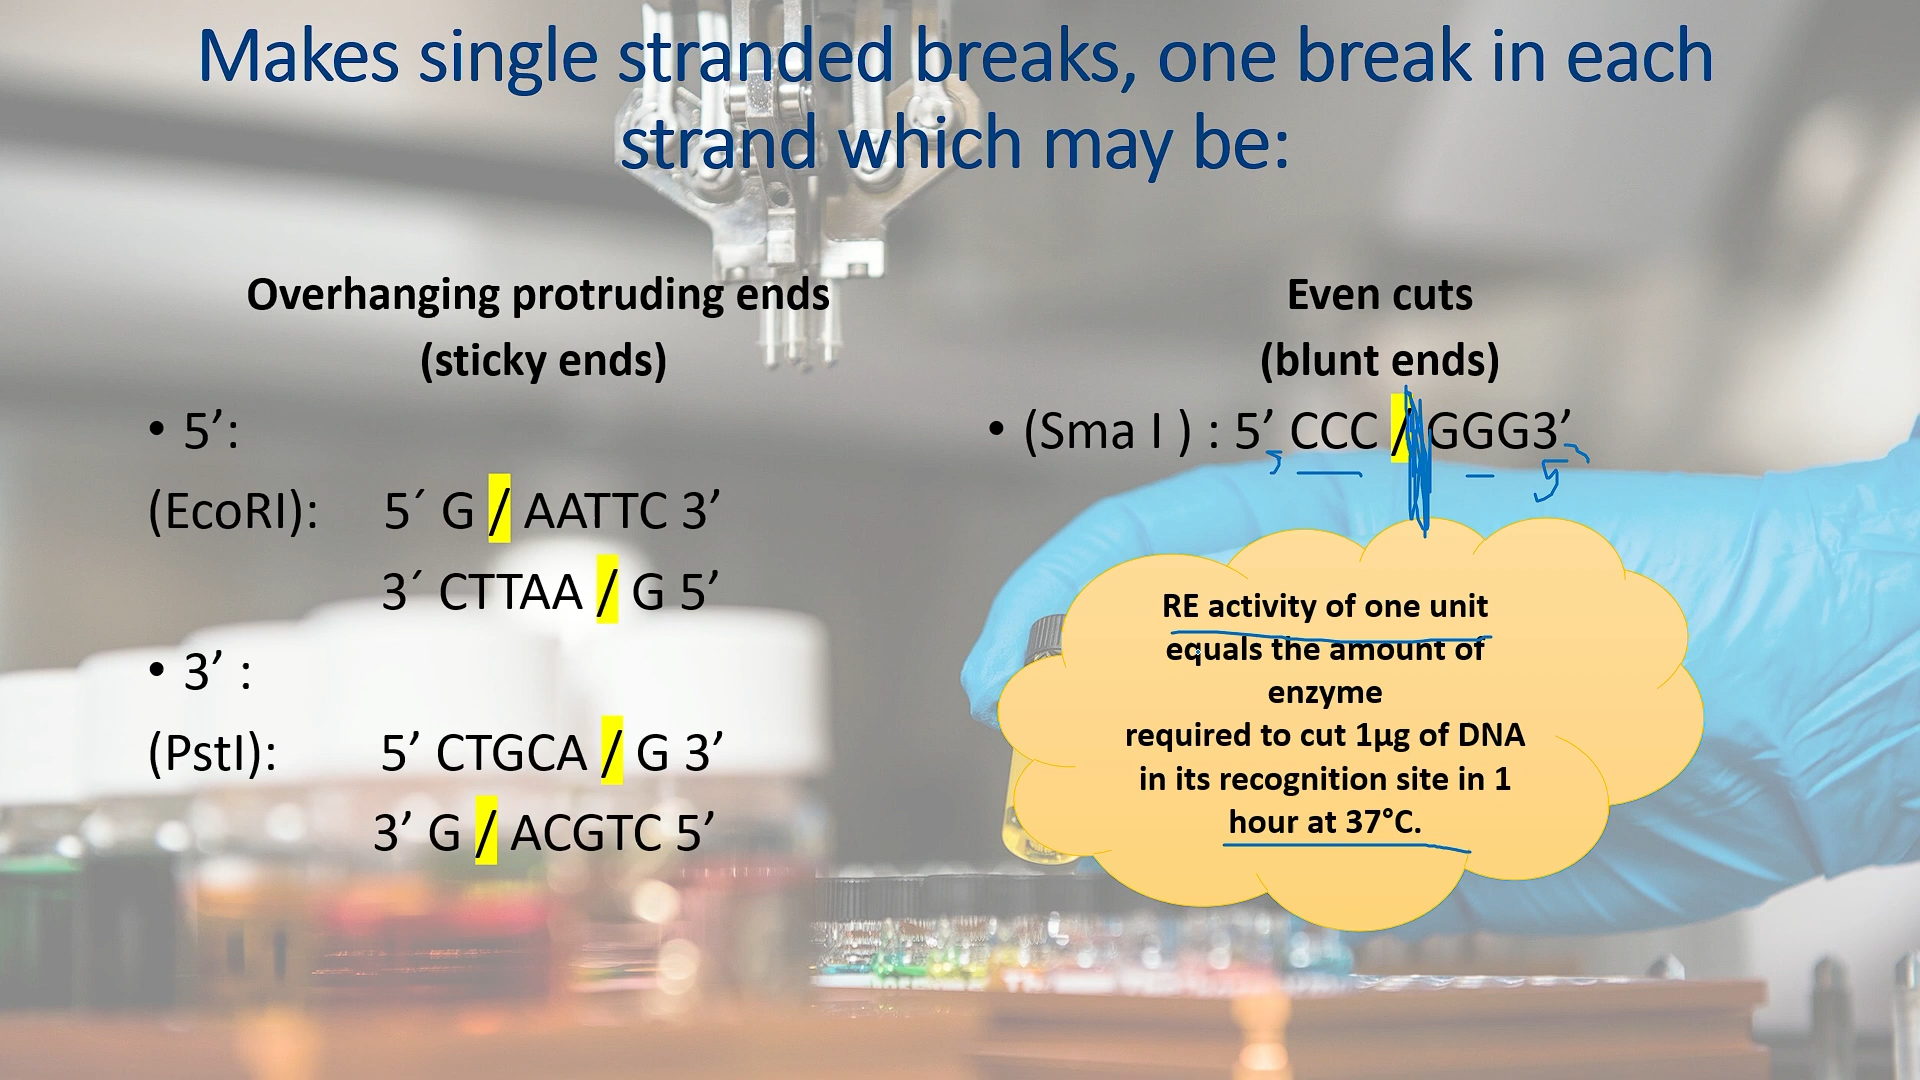 Makes single stranded breaks, one break in each
strand which may be:
Overhanging protruding ends
(sticky ends)
• 5’:
(EcoRI): 5´ G / AATTC 3’
3´ CTTAA / G 5’
• 3’ :
(PstI): 5’ CTGCA / G 3’
3’ G / ACGTC 5’
Even cuts
(blunt ends)
• (Sma I ) : 5’ CCC / GGG3’
5
RE activity of one unit
equals the amount of
enzyme
required to cut 1µg of DNA
in its recognition site in 1
hour at 37°C.